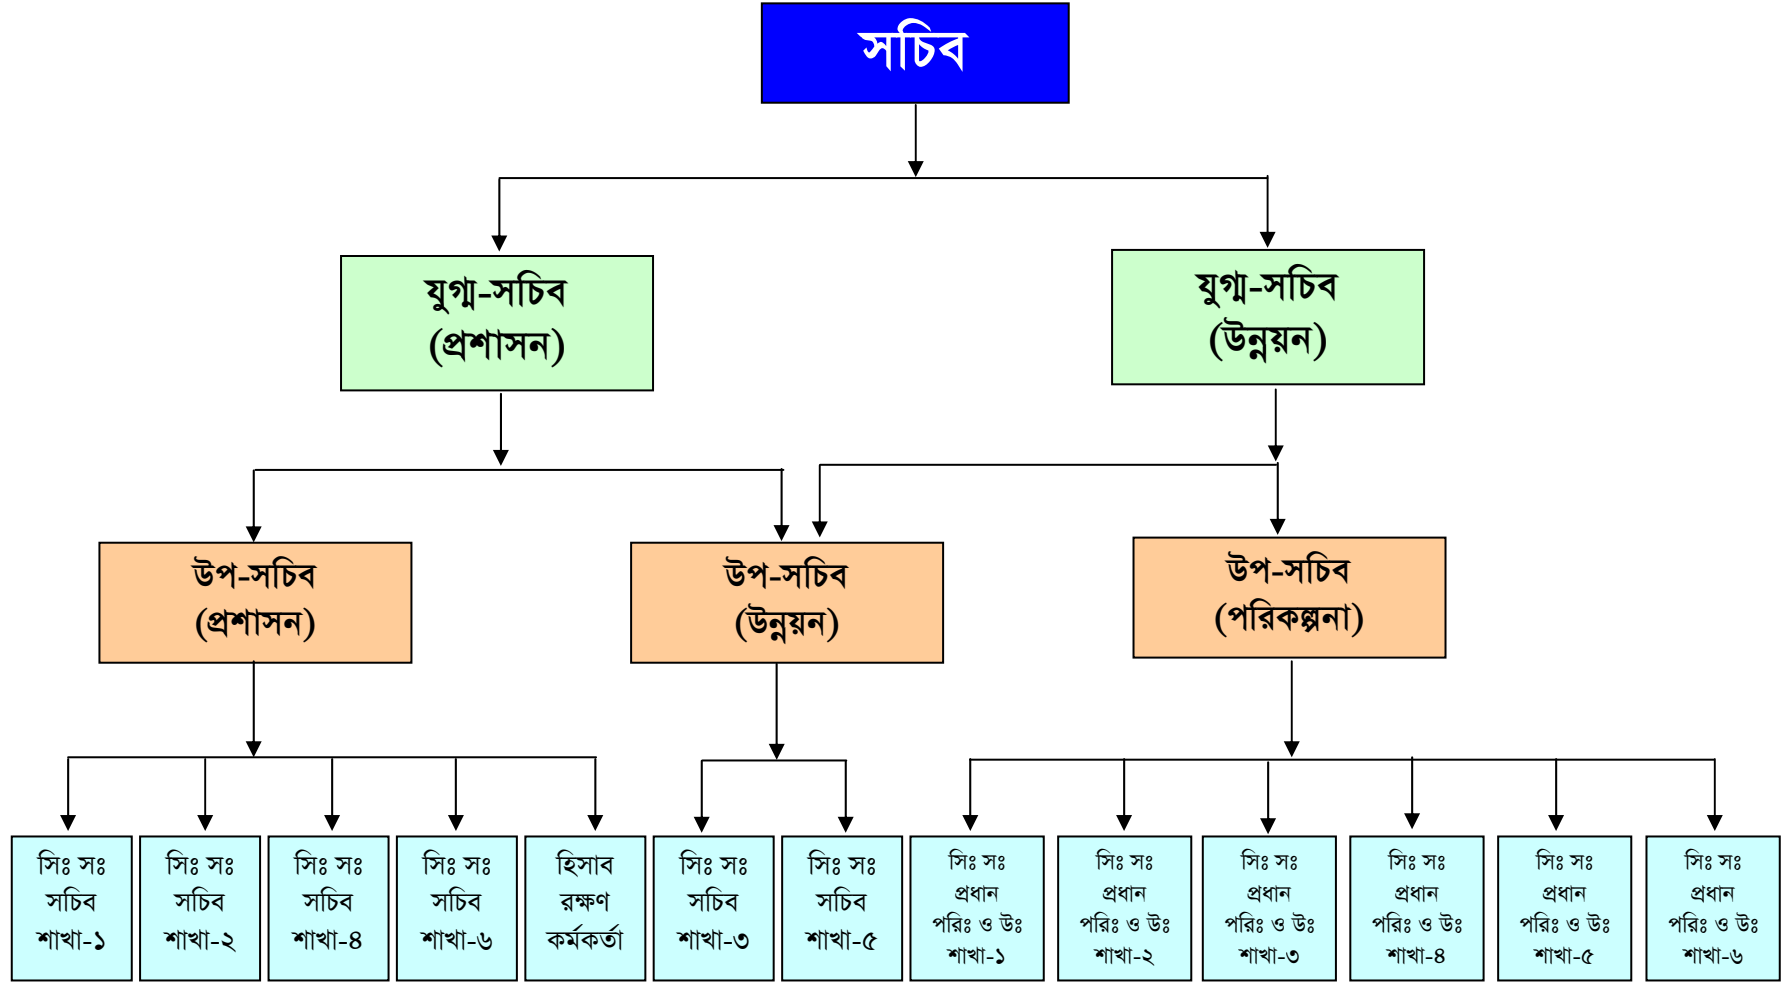 সচিব
যুগ্ম-সচিব
(প্রশাসন)
যুগ্ম-সচিব
(উন্নয়ন)
উপ-সচিব
(প্রশাসন)
উপ-সচিব
(উন্নয়ন)
উপ-সচিব
(পরিকল্পনা)
সিঃ সঃ
সচিব
শাখা-১
সিঃ সঃ
সচিব
শাখা-২
সিঃ সঃ
সচিব
শাখা-৪
সিঃ সঃ
সচিব
শাখা-৬
হিসাব
রক্ষণ
কর্মকর্তা
সিঃ সঃ
সচিব
শাখা-৩
সিঃ সঃ
সচিব
শাখা-৫
সিঃ সঃ
প্রধান
পরিঃ ও উঃ
শাখা-১
সিঃ সঃ
প্রধান
পরিঃ ও উঃ
শাখা-২
সিঃ সঃ
প্রধান
পরিঃ ও উঃ
শাখা-৩
সিঃ সঃ
প্রধান
পরিঃ ও উঃ
শাখা-৪
সিঃ সঃ
প্রধান
পরিঃ ও উঃ
শাখা-৫
সিঃ সঃ
প্রধান
পরিঃ ও উঃ
শাখা-৬